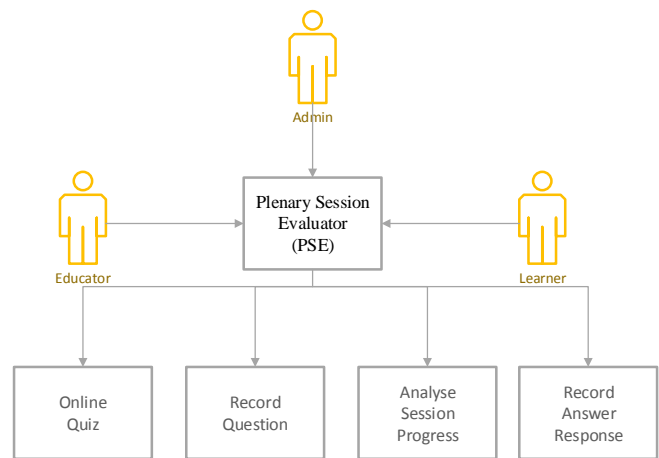 Admin
Plenary Session
Evaluator
(PSE)
Educator
Learner
Online
Quiz
Record
Question
Analyse
Session
Progress
Record
Answer
Response